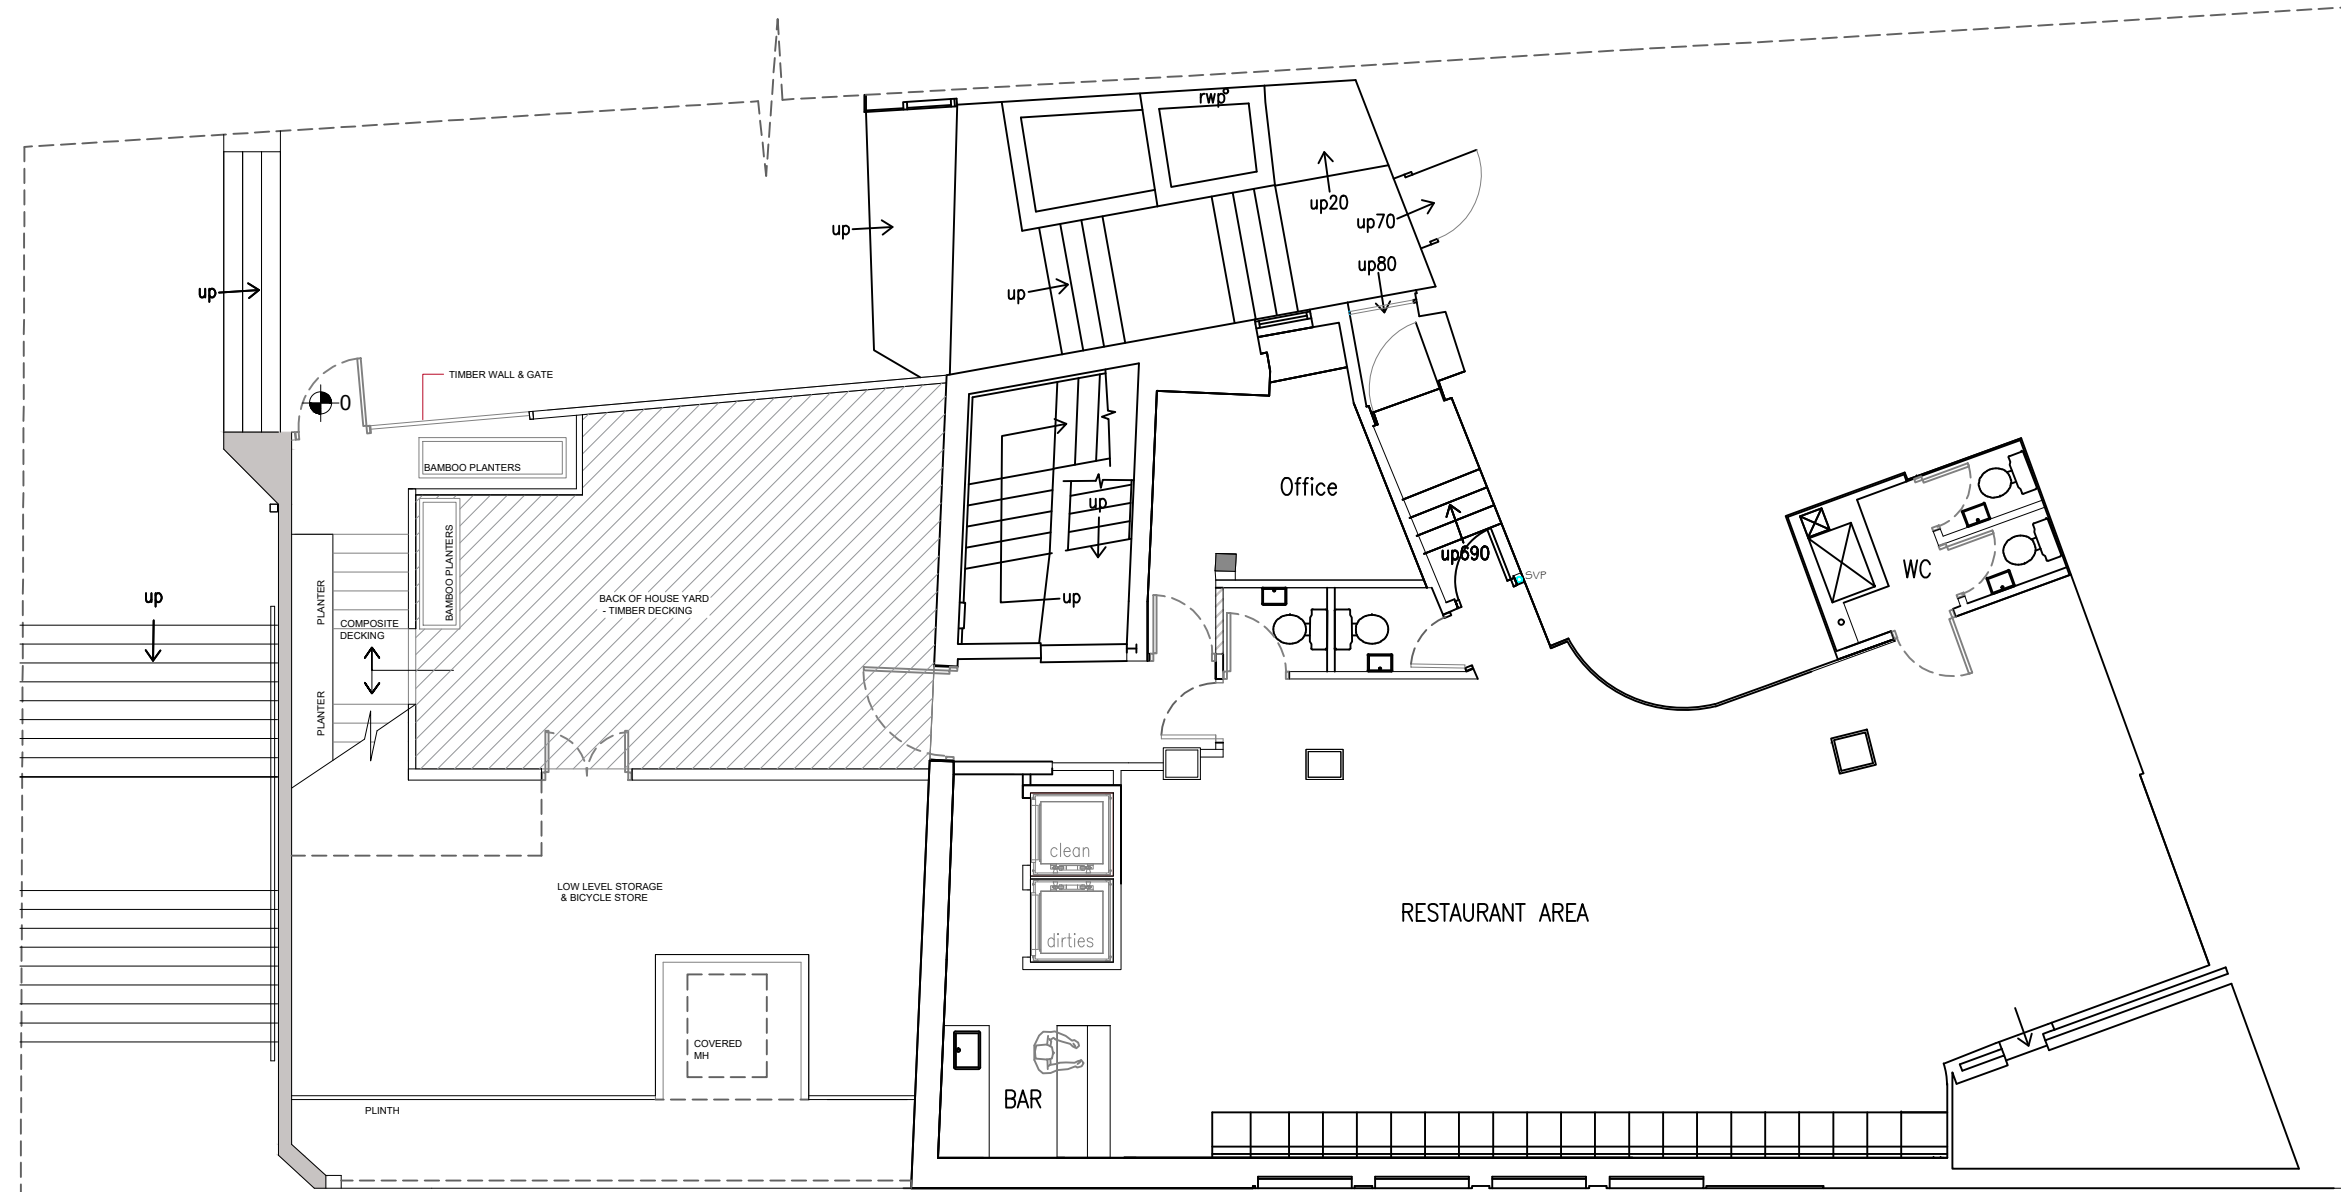 rwp
up20
up70
up
up80
up
up
0
TIMBER WALL & GATE
BAMBOO PLANTERS
Office
BAMBOO PLANTERS
up
up690
SVP
WC
up
PLANTER
COMPOSITE
DECKING
BACK OF HOUSE YARD
- TIMBER DECKING
up
PLANTER
clean
dirties
LOW LEVEL STORAGE
& BICYCLE STORE
RESTAURANT AREA
COVERED
MH
BAR
PLINTH